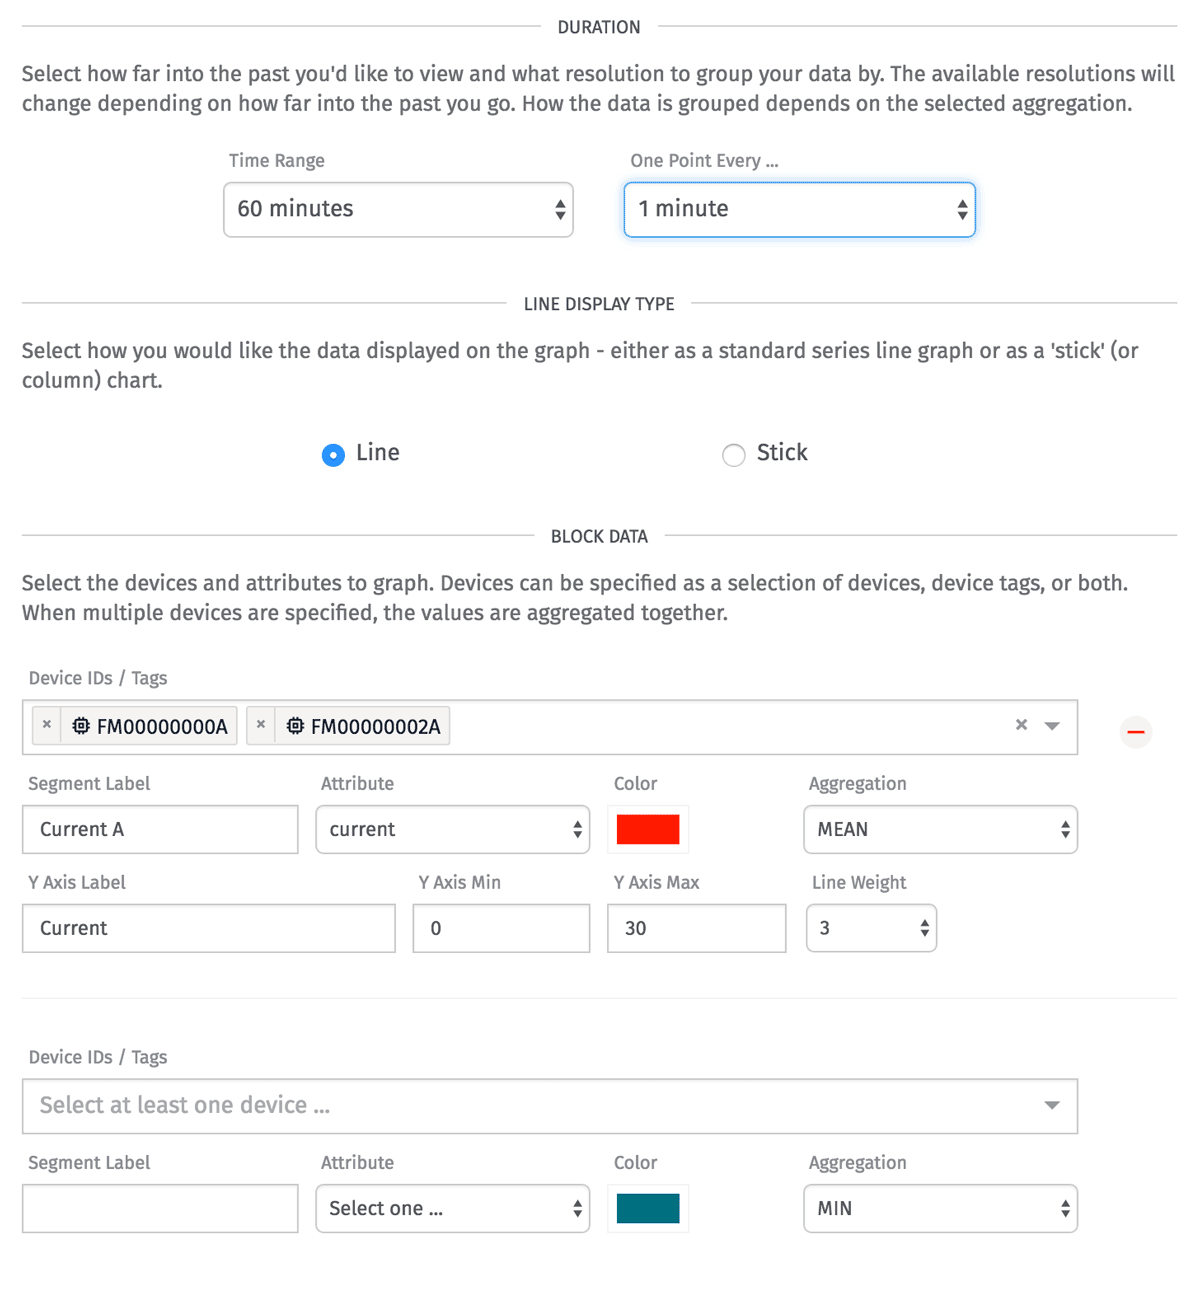 DURATION
Select how far into the past you'd like to view and what resolution to group your data by. The available resolutions will
change depending on how far into the past you go. How the data is grouped depends on the selected aggregation.
Time Range
One Point Every ...
60 minutes
1 minute
LINE DISPLAY TYPE
Select how you would like the data displayed on the graph - either as a standard series line graph or as a 'stick' (or
column) chart.
Line
Stick
BLOCK DATA
Select the devices and attributes to graph. Devices can be specified as a selection of devices, device tags, or both.
When multiple devices are specified, the values are aggregated together.
Device IDs / Tags
× FM00000000A × FM00000002A ×
Segment Label Attribute Color Aggregation
Current A current MEAN
Y Axis Label Y Axis Min Y Axis Max Line Weight
Current 0 30 3
Device IDs / Tags
Select at least one device ...
Segment Label Attribute Color Aggregation
Select one ... MIN